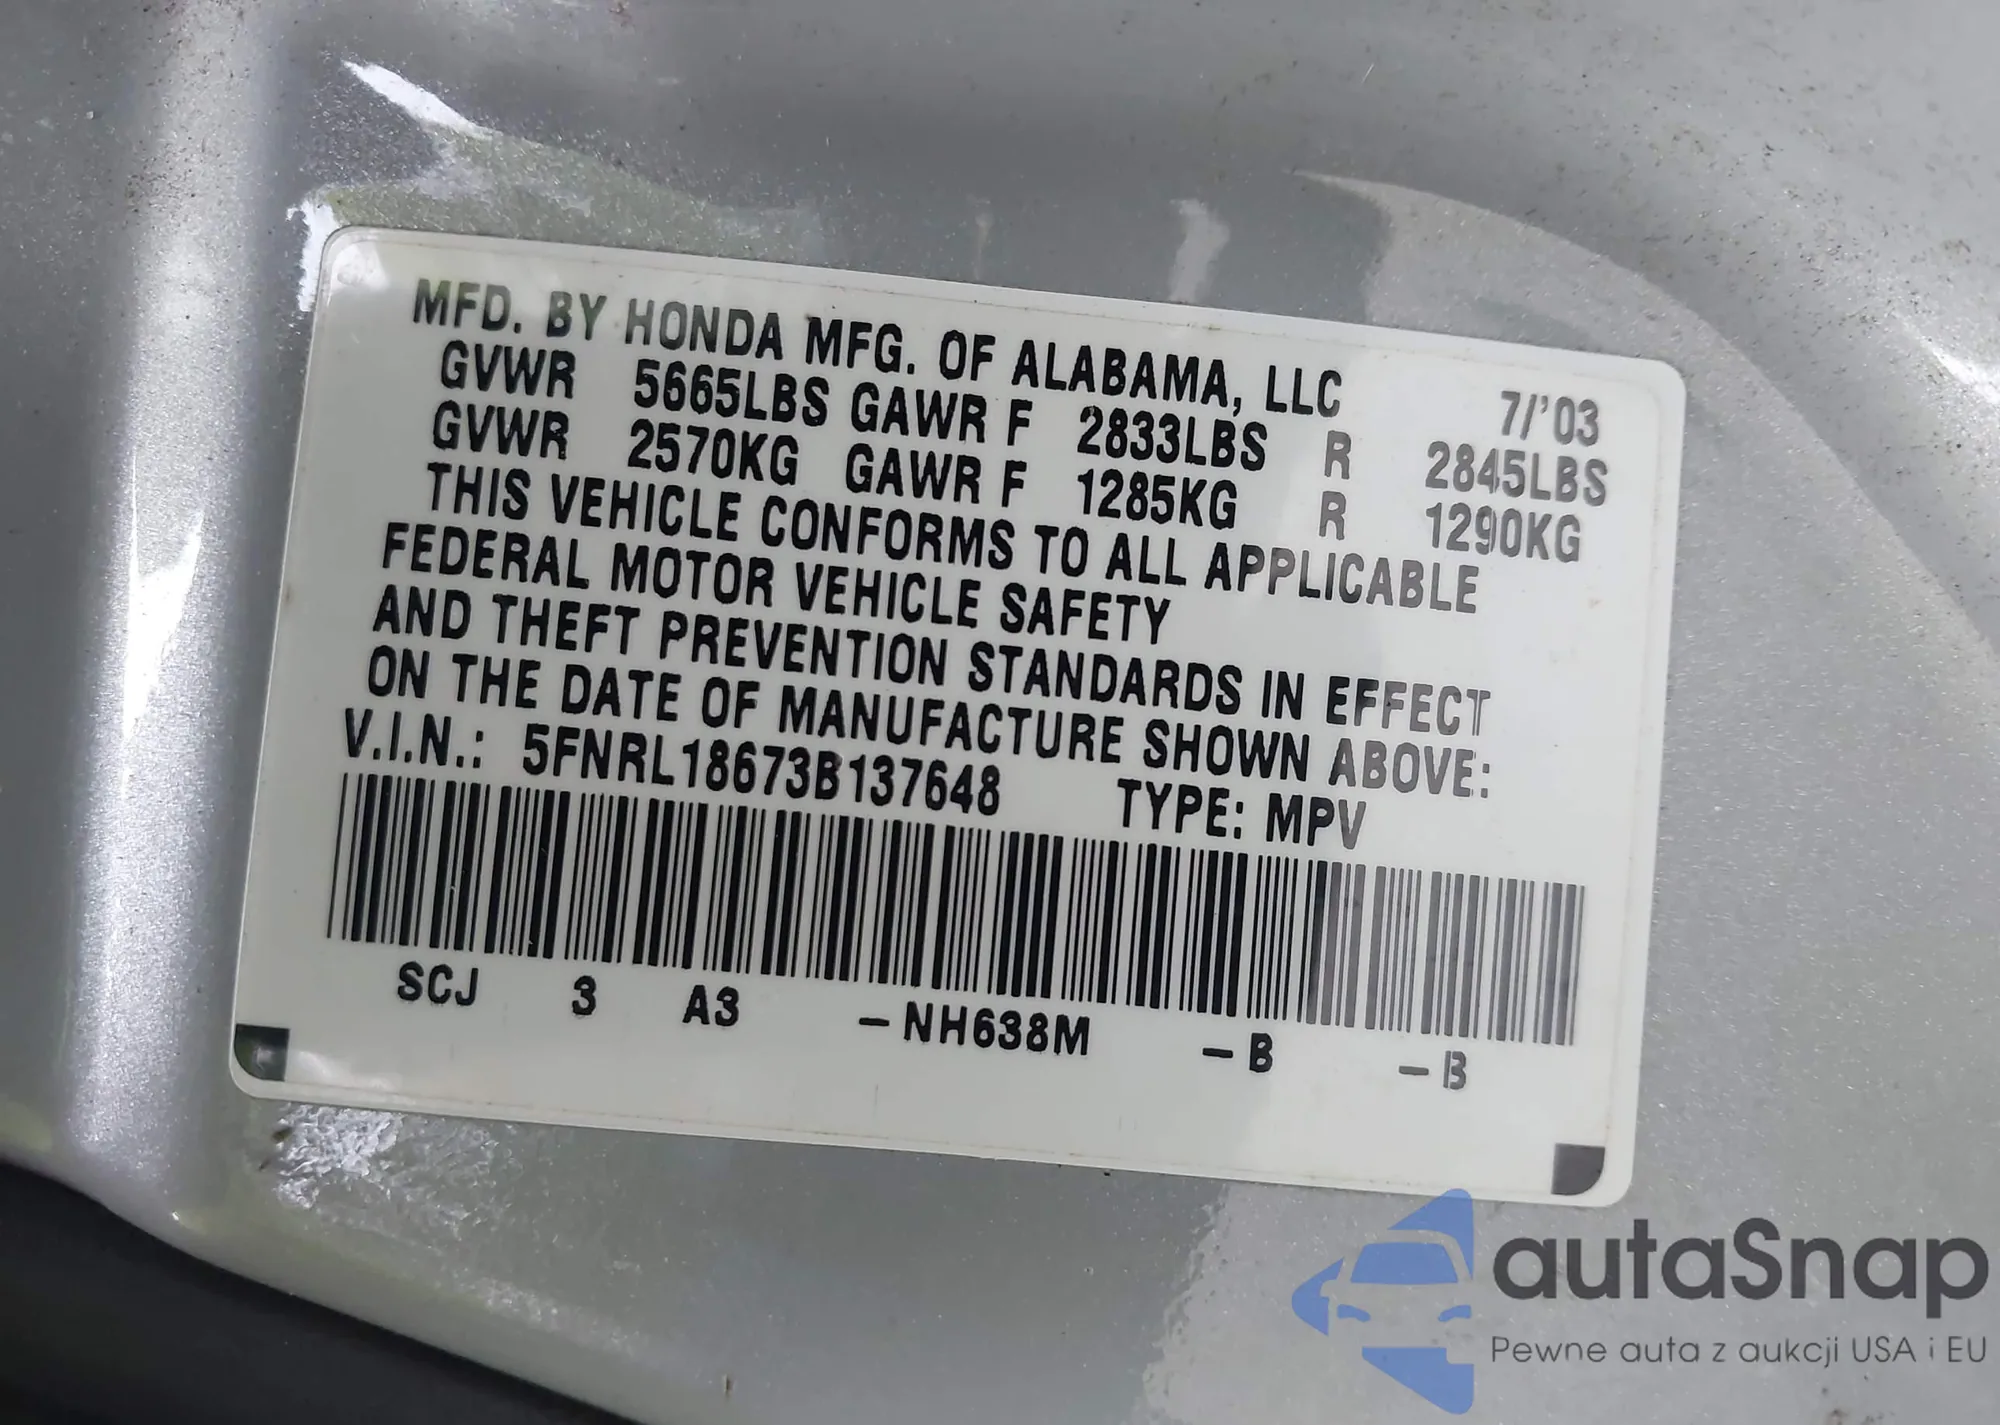 MFD. BY HONDA MFG. OF ALABAMA, LLC 7/'03
GVWR 5665LBS GAWR F 2833LBS R 2845LBS
GVWR 2570KG GAWR F 1285KG R 1290KG
THIS VEHICLE CONFORMS TO ALL APPLICABLE
FEDERAL MOTOR VEHICLE SAFETY
AND THEFT PREVENTION STANDARDS IN EFFECT
ON THE DATE OF MANUFACTURE SHOWN ABOVE:
V.I.N.: 5FNRL18673B137648 TYPE: MPV
SCJ 3 A3 -NH638M -B -B
autaSnap
Pewne auta z aukcji USA i EU